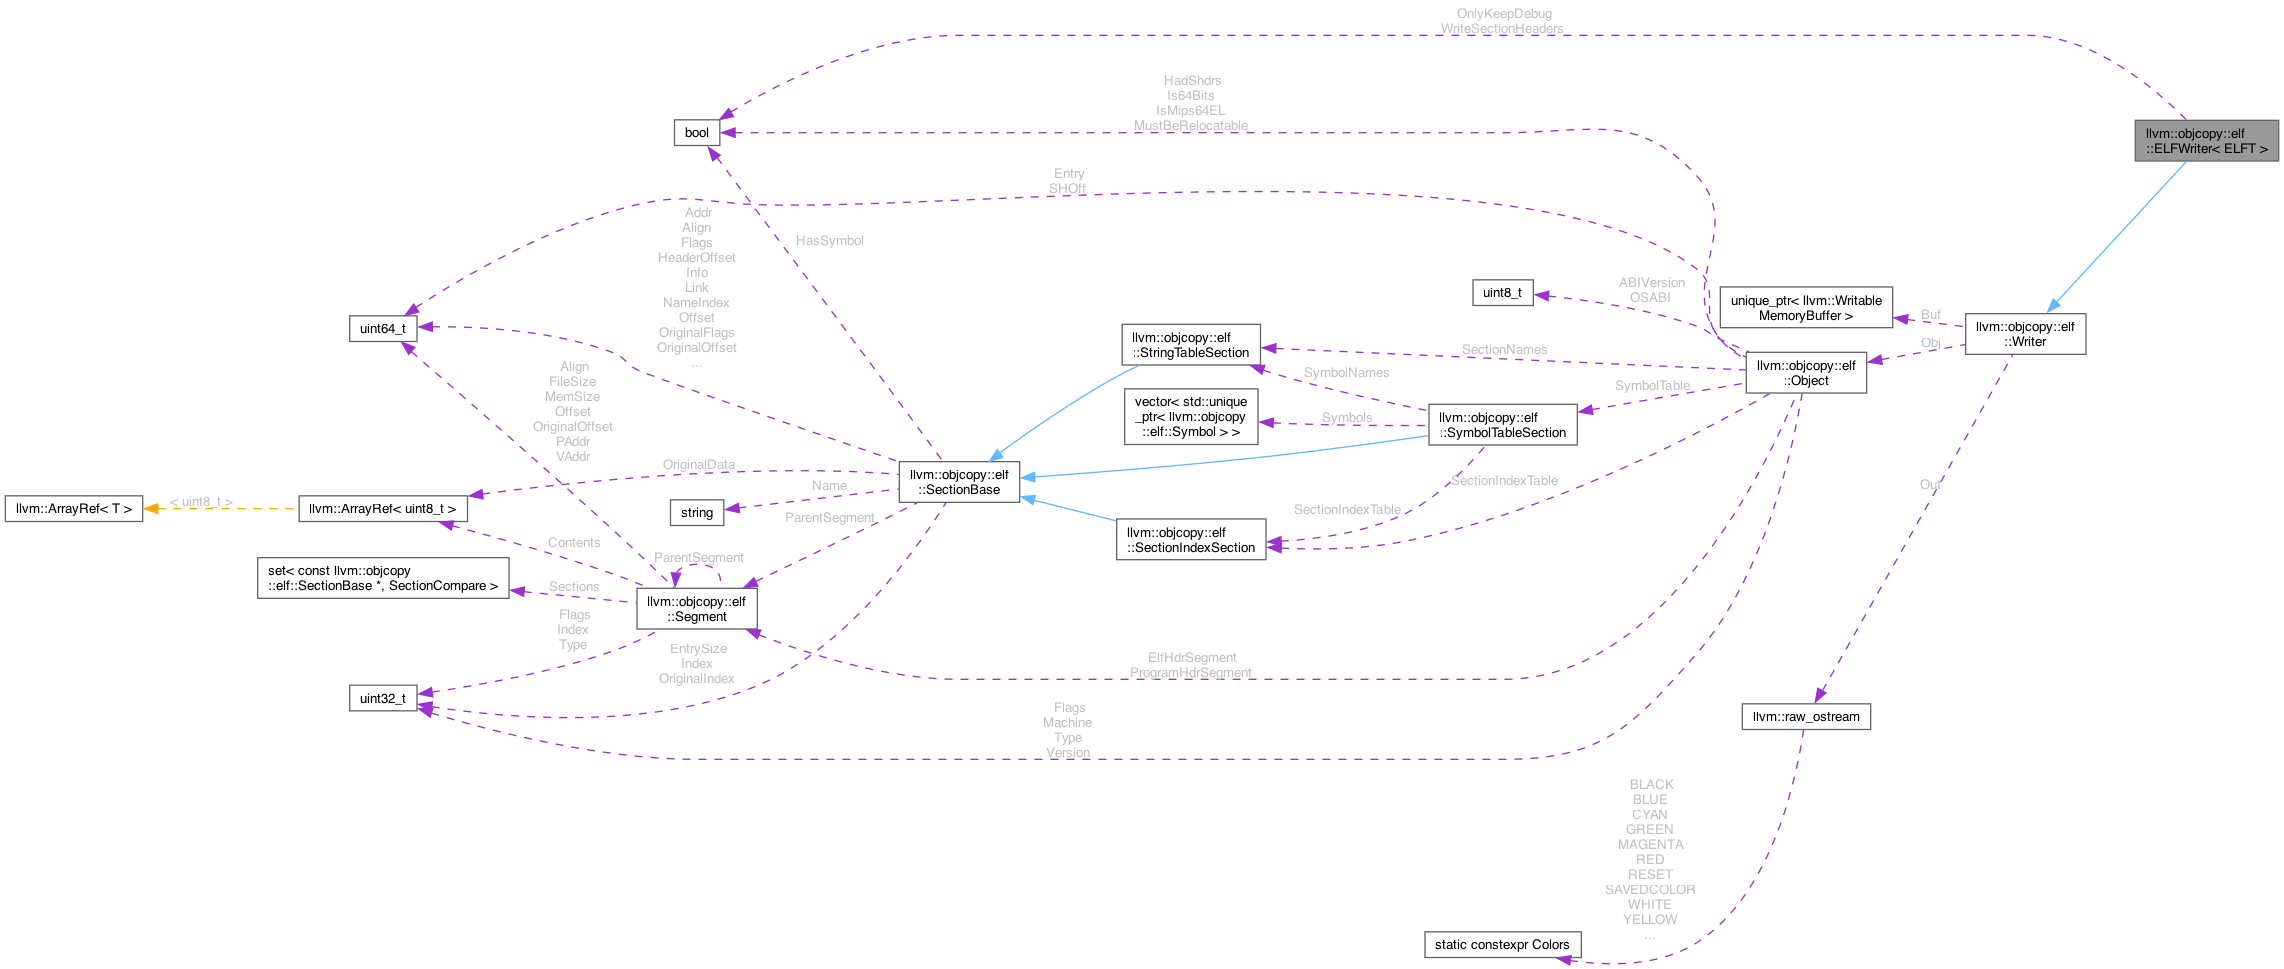 OnlyKeepDebug
WriteSectionHeaders
HadShdrs
Is64Bits
IsMips64EL
MustBeRelocatable
bool
llvm::objcopy::elf
::ELFWriter< ELFT >
Entry
SHOff
Addr
Align
Flags
HeaderOffset
Info
Link
NameIndex
Offset
OriginalFlags
OriginalOffset
...
HasSymbol
uint64_t
uint8_t
ABIVersion
OSABI
unique_ptr< llvm::Writable
MemoryBuffer >
Buf
Obj
llvm::objcopy::elf
::Writer
llvm::objcopy::elf
::StringTableSection
SectionNames
SymbolNames
llvm::objcopy::elf
::Object
SymbolTable
Align
FileSize
MemSize
Offset
OriginalOffset
PAddr
VAddr
vector< std::unique
_ptr< llvm::objcopy
::elf::Symbol > >
Symbols
llvm::objcopy::elf
::SymbolTableSection
OriginalData
Name
llvm::objcopy::elf
::SectionBase
SectionIndexTable
Out
llvm::ArrayRef< T >
< uint8_t >
llvm::ArrayRef< uint8_t >
string
ParentSegment
SectionIndexTable
llvm::objcopy::elf
::SectionIndexSection
Contents
ParentSegment
set< const llvm::objcopy
::elf::SectionBase *, SectionCompare >
Sections
llvm::objcopy::elf
::Segment
Flags
Index
Type
EntrySize
Index
OriginalIndex
ElfHdrSegment
ProgramHdrSegment
uint32_t
Flags
Machine
Type
Version
llvm::raw_ostream
BLACK
BLUE
CYAN
GREEN
MAGENTA
RED
RESET
SAVEDCOLOR
WHITE
YELLOW
...
static constexpr Colors